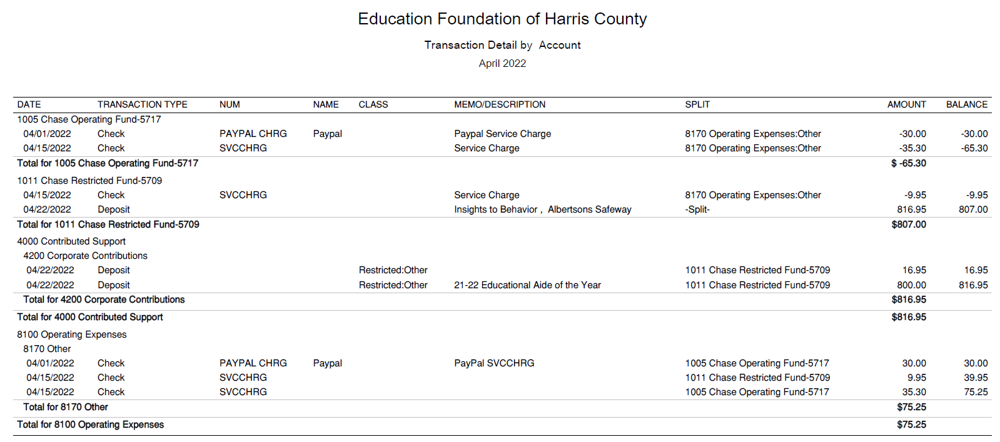 Education Foundation of Harris County
Transaction Detail by  Account
April 2022
DATE TRANSACTION TYPE NUM NAME CLASS MEMO/DESCRIPTION SPLIT AMOUNT BALANCE
1005 Chase Operating Fund-5717
04/01/2022 Check PAYPAL CHRG Paypal Paypal Service Charge 8170 Operating Expenses:Other -30.00 -30.00
04/15/2022 Check SVCCHRG Service Charge 8170 Operating Expenses:Other -35.30 -65.30
Total for 1005 Chase Operating Fund-5717 $ -65.30
1011 Chase Restricted Fund-5709
04/15/2022 Check SVCCHRG Service Charge 8170 Operating Expenses:Other -9.95 -9.95
04/22/2022 Deposit Insights to Behavior ,  Albertsons Safeway -Split- 816.95 807.00
Total for 1011 Chase Restricted Fund-5709 $807.00
4000 Contributed Support
4200 Corporate Contributions
04/22/2022 Deposit Restricted:Other 1011 Chase Restricted Fund-5709 16.95 16.95
04/22/2022 Deposit Restricted:Other 21-22 Educational Aide of the Year 1011 Chase Restricted Fund-5709 800.00 816.95
Total for 4200 Corporate Contributions $816.95
Total for 4000 Contributed Support $816.95
8100 Operating Expenses
8170 Other
04/01/2022 Check PAYPAL CHRG Paypal PayPal SVCCHRG 1005 Chase Operating Fund-5717 30.00 30.00
04/15/2022 Check SVCCHRG 1011 Chase Restricted Fund-5709 9.95 39.95
04/15/2022 Check SVCCHRG 1005 Chase Operating Fund-5717 35.30 75.25
Total for 8170 Other $75.25
Total for 8100 Operating Expenses $75.25